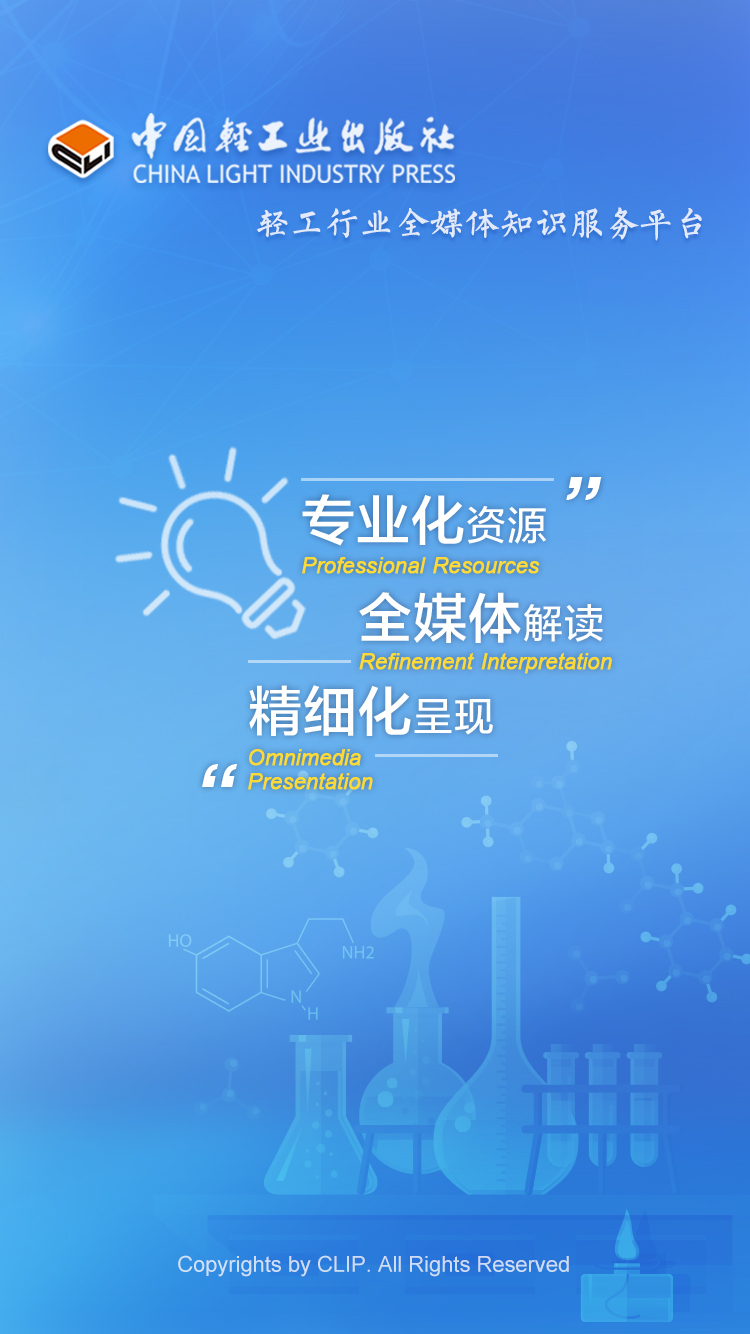 中国轻工业出版社
CHINA LIGHT INDUSTRY PRESS
轻工行业全媒体知识服务平台
”
专业化资源
Professional Resources
全媒体解读
Refinement Interpretation
精细化呈现
Omnimedia
Presentation
“
HO
NH2
N
H
Copyrights by CLIP. All Rights Reserved